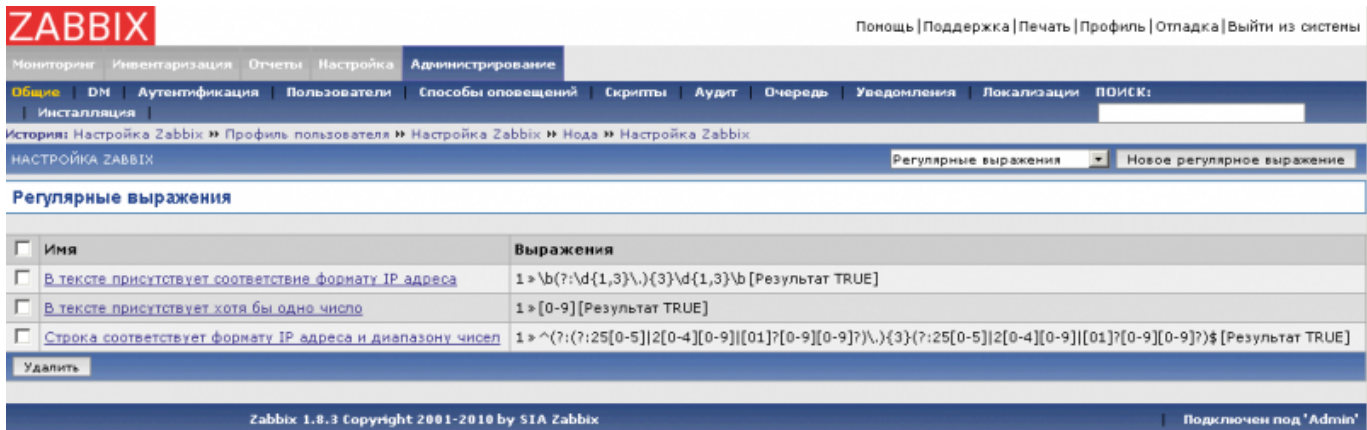 ZABBIX
Помощь|Поддержка|Печать|Профиль|Отладка|Выйти из системы
Мониторинг Инвентаризация Отчеты Настройка Администрирование
Общие | DM | Аутентификация | Пользователи | Способы оповещений | Скрипты | Аудит | Очередь | Уведомления | Локализации ПОИСК:
| Инсталляция |
История: Настройка Zabbix » Профиль пользователя » Настройка Zabbix » Нода » Настройка Zabbix
НАСТРОЙКА ZABBIX Регулярные выражения Новое регулярное выражение
Регулярные выражения
Имя Выражения
В тексте присутствует соответствие формату IP адреса 1 » \b(?:\d{1,3}\.){3}\d{1,3}\b [Результат TRUE]
В тексте присутствует хотя бы одно число 1 » [0-9] [Результат TRUE]
Строка соответствует формату IP адреса и диапазону чисел 1 » ^(?:(?:25[0-5]|2[0-4][0-9]|[01]?[0-9][0-9]?)\.){3}(?:25[0-5]|2[0-4][0-9]|[01]?[0-9][0-9]?)$ [Результат TRUE]
Удалить
Zabbix 1.8.3 Copyright 2001-2010 by SIA Zabbix | Подключен под 'Admin'